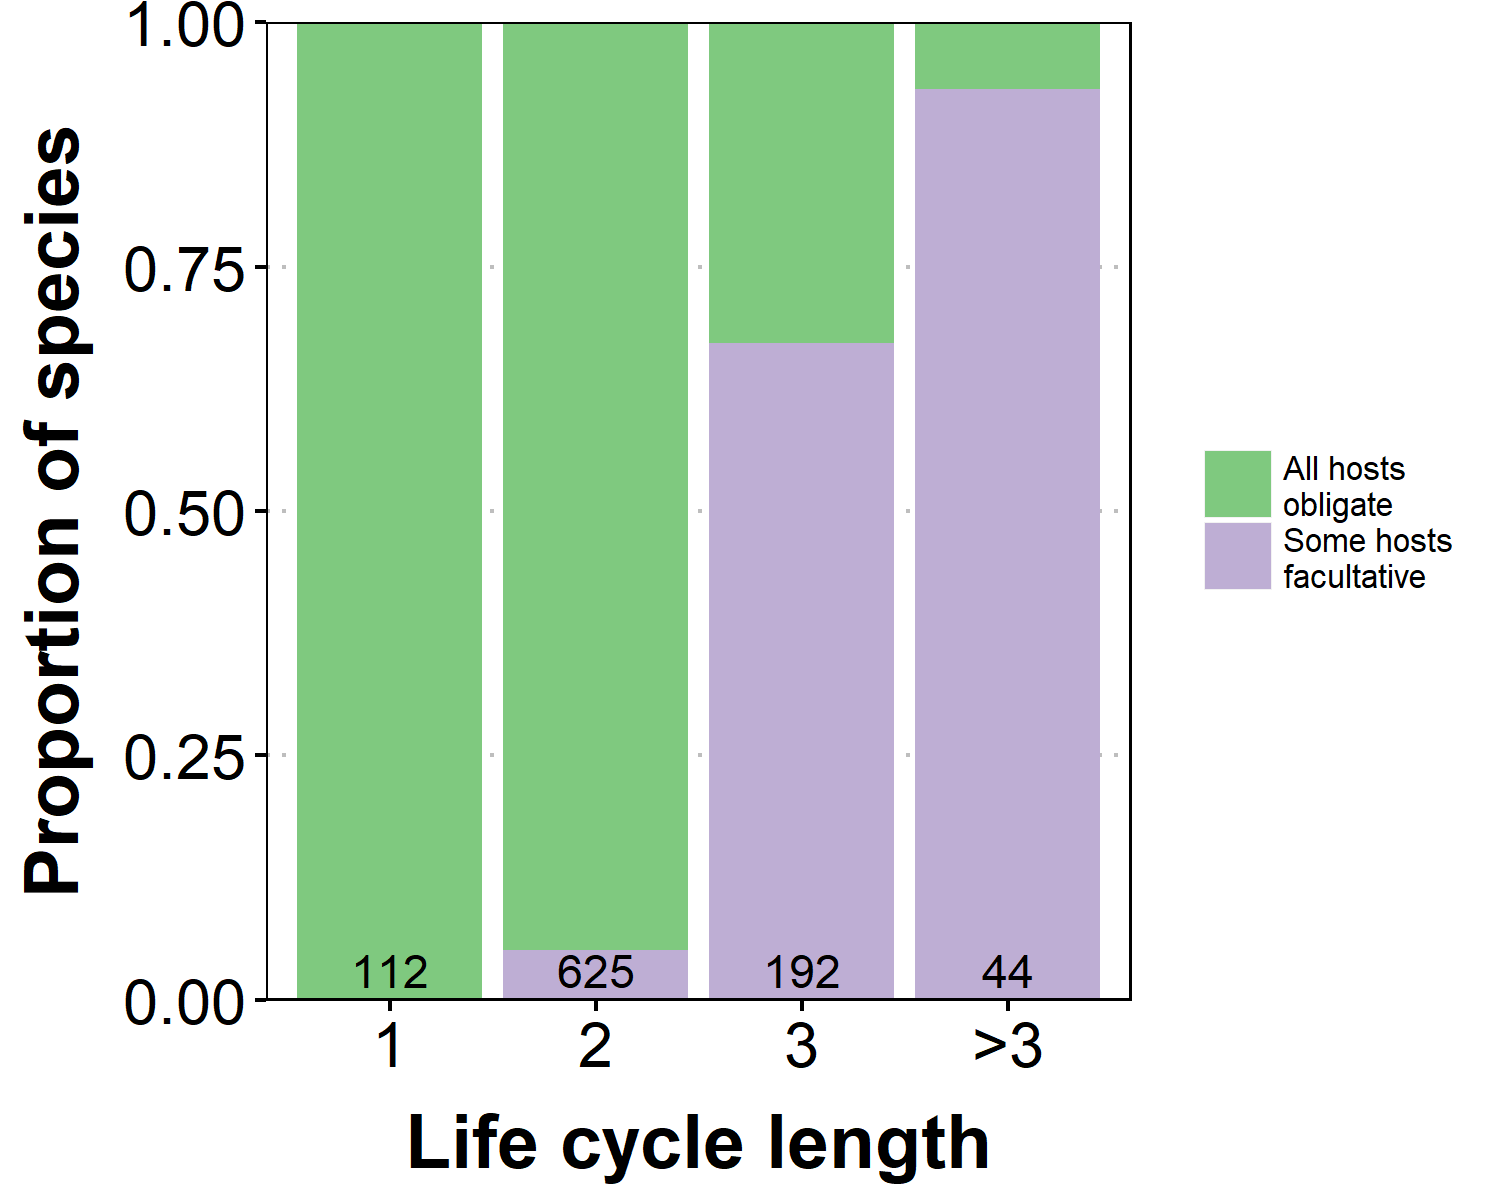 Proportion of species
1.00
0.75
0.50
0.25
0.00
112
625
192
44
1
2
3
>3
Life cycle length
All hosts
obligate
Some hosts
facultative